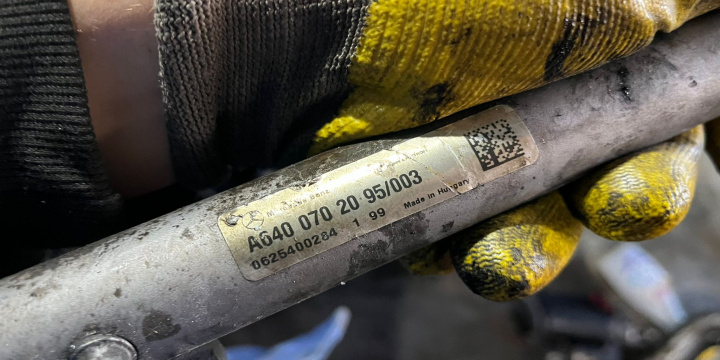 Mercedes-Benz
A640 070 20 95/003
0625400284 1 99 Made in Hungary